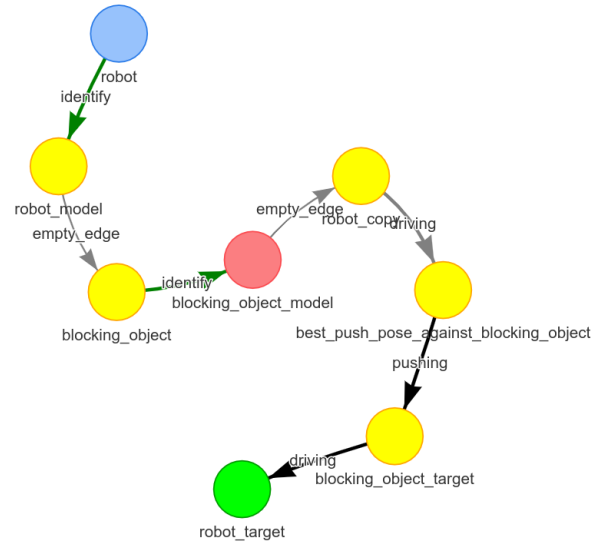 robot
identify
robot_model
empty_edge
blocking_object
identify
blocking_object_model
empty_edge
robot_copy
driving
best_push_pose_against_blocking_object
pushing
blocking_object_target
driving
robot_target